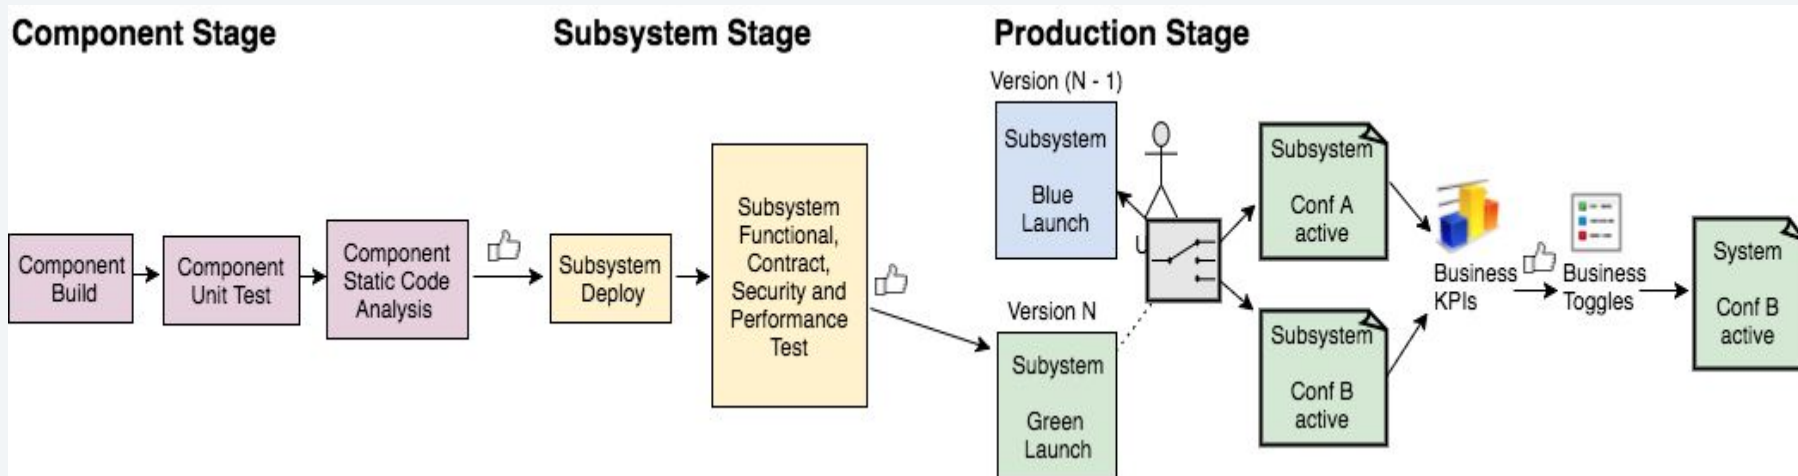 Component Stage
Subsystem Stage
Production Stage
Version (N - 1)
Component
Build
Component
Unit Test
Component
Static Code
Analysis
Subsystem
Deploy
Subsystem
Functional,
Contract,
Security and
Performance
Test
Subsystem
Blue
Launch
Version N
Subystem
Green
Launch
U
Subsystem
Conf A
active
Subsystem
Conf B
active
Business
KPIs
Business
Toggles
System
Conf B
active